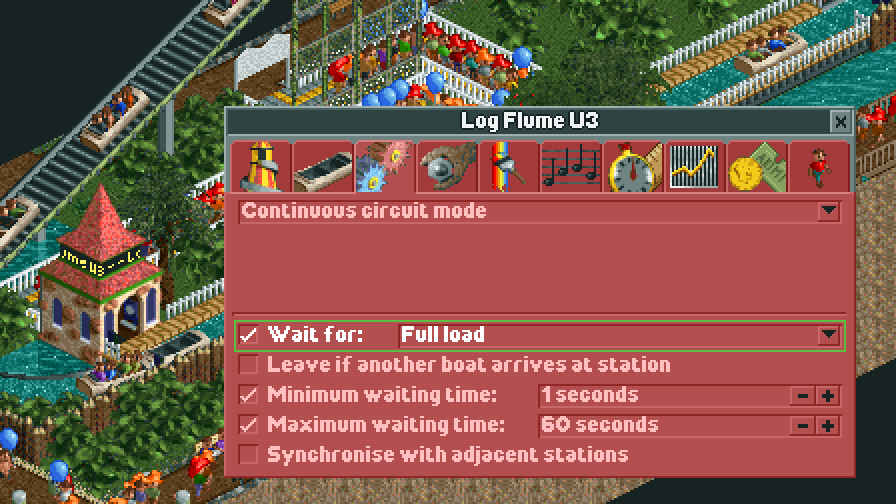 Log Flume U3
Continuous circuit mode
Wait for: Full load
Leave if another boat arrives at station
Minimum waiting time: 1 seconds
Maximum waiting time: 60 seconds
Synchronise with adjacent stations